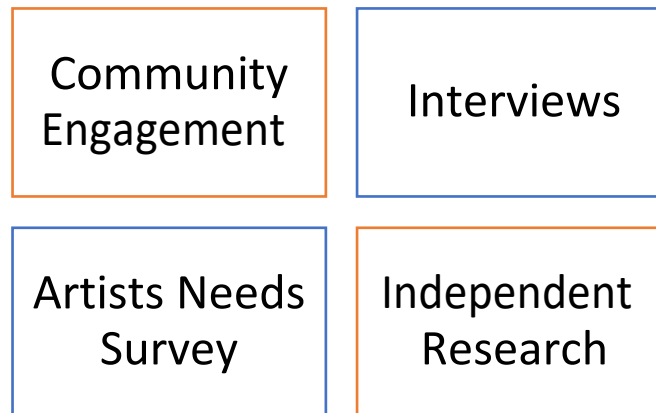 Community
Engagement
Interviews
Artists Needs
Survey
Independent
Research